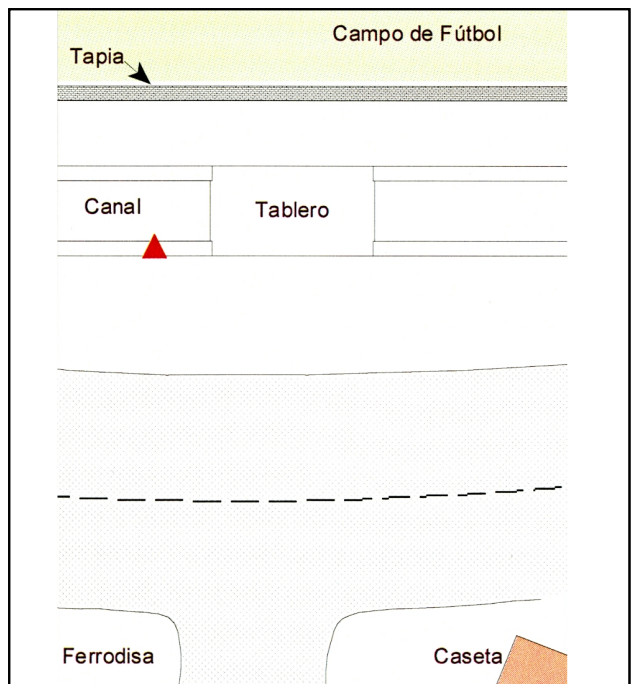 Campo de Fútbol
Tapia
Canal
Tablero
Ferrodisa
Caseta